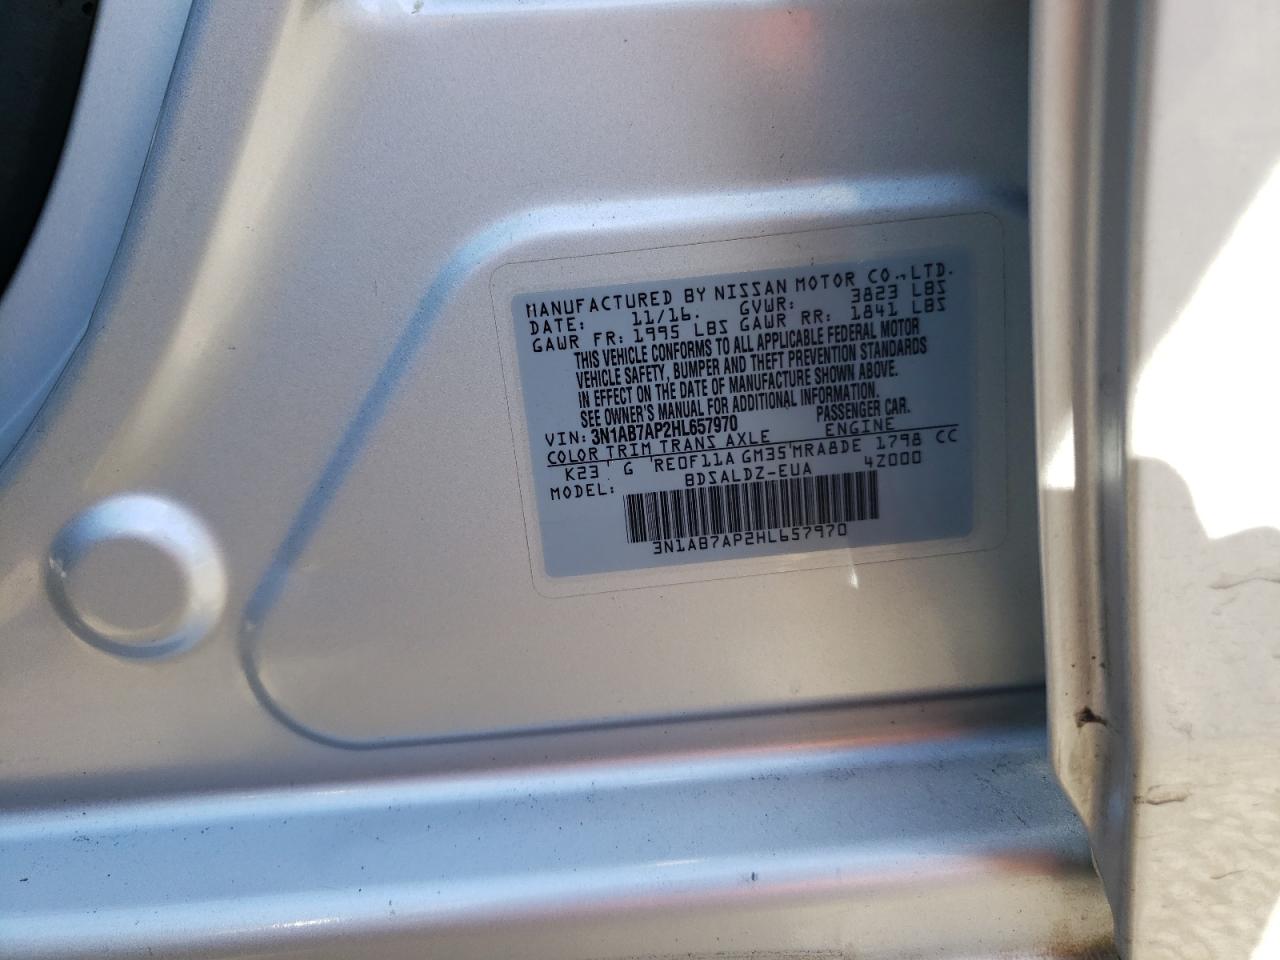 MANUFACTURED BY NISSAN MOTOR CO., LTD.
DATE: 11/16. GVWR: 3823 LBS
GAWR FR: 1995 LBS GAWR RR: 1841 LBS
THIS VEHICLE CONFORMS TO ALL APPLICABLE FEDERAL MOTOR
VEHICLE SAFETY, BUMPER AND THEFT PREVENTION STANDARDS
IN EFFECT ON THE DATE OF MANUFACTURE SHOWN ABOVE.
SEE OWNER'S MANUAL FOR ADDITIONAL INFORMATION.
VIN: 3N1AB7AP2HL657970 PASSENGER CAR.
COLOR TRIM TRANS AXLE ENGINE
K23 G RE0F11A GM35 MRA8DE 1798 CC
MODEL: BDSALDZ-EUA 4Z000
3N1AB7AP2HL657970